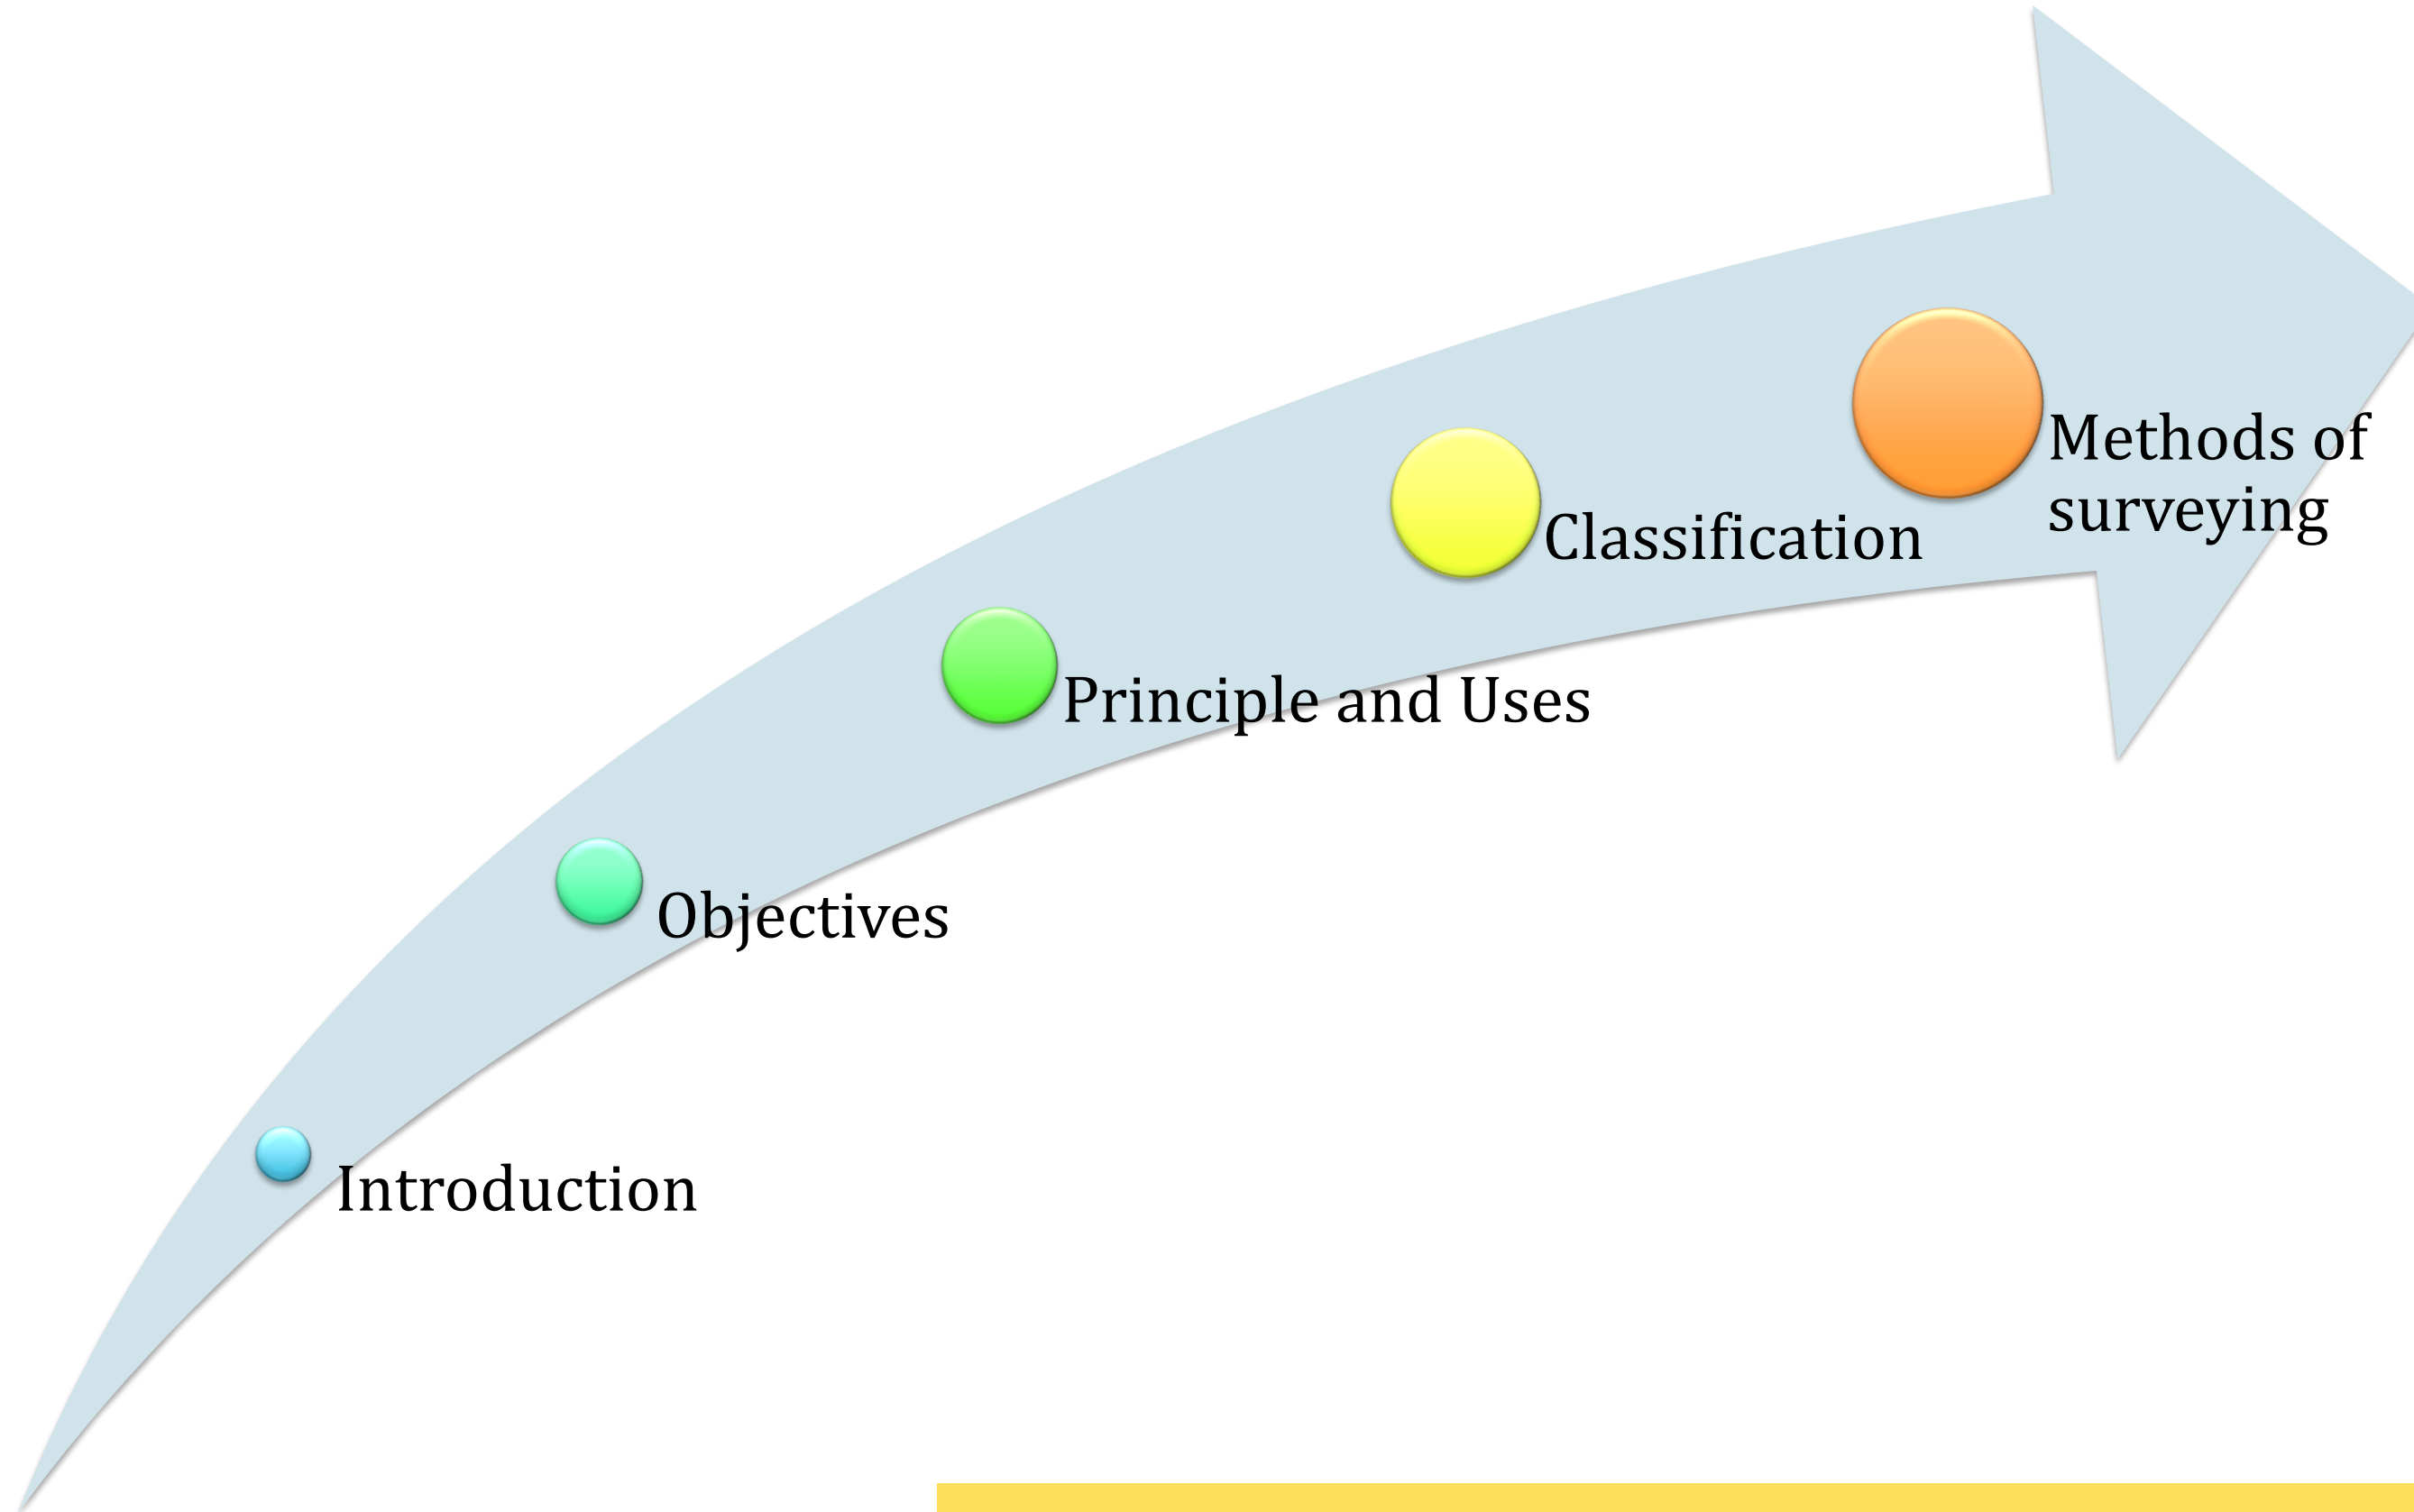 Introduction
Objectives
Principle and Uses
Classification
Methods of
surveying